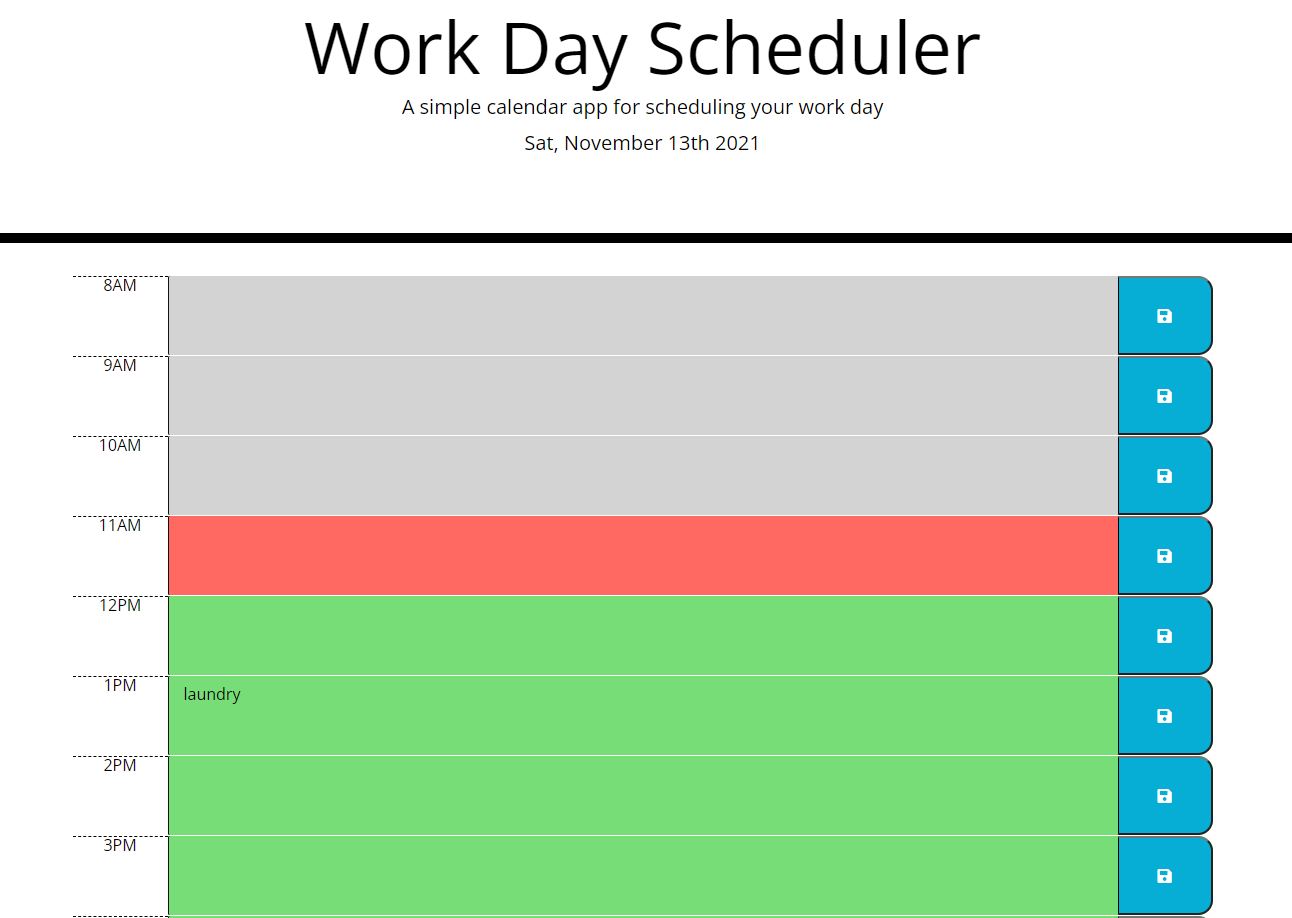 Work Day Scheduler
A simple calendar app for scheduling your work day
Sat, November 13th 2021
8AM
9AM
10AM
11AM
12PM
1PM
laundry
2PM
3PM